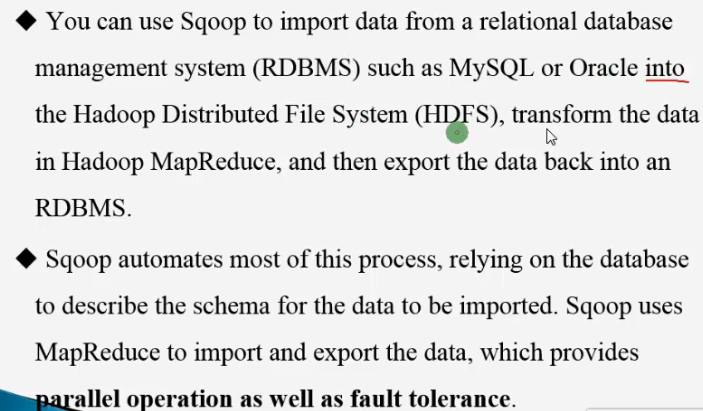 ◆ You can use Sqoop to import data from a relational database
management system (RDBMS) such as MySQL or Oracle into
the Hadoop Distributed File System (HDFS), transform the data
in Hadoop MapReduce, and then export the data back into an
RDBMS.
◆ Sqoop automates most of this process, relying on the database
to describe the schema for the data to be imported. Sqoop uses
MapReduce to import and export the data, which provides
parallel operation as well as fault tolerance.